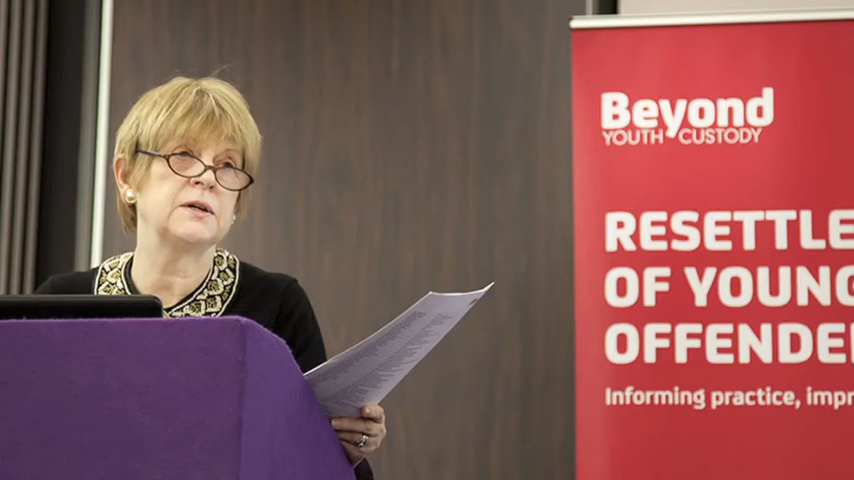 Beyond
YOUTH CUSTODY
RESETTLE
OF YOUNG
OFFENDE
Informing practice, impr